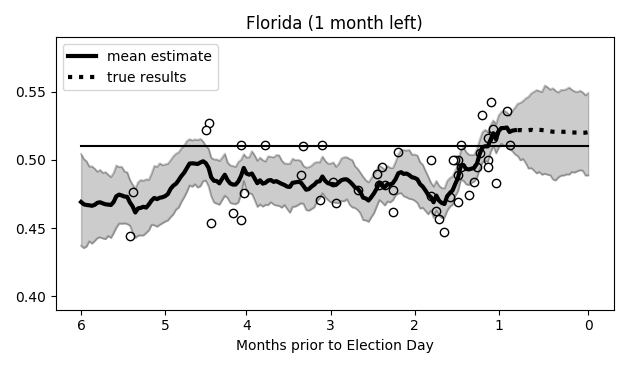 Florida (1 month left)
mean estimate
true results
0.55
0.50
0.45
0.40
6 5 4 3 2 1 0
Months prior to Election Day